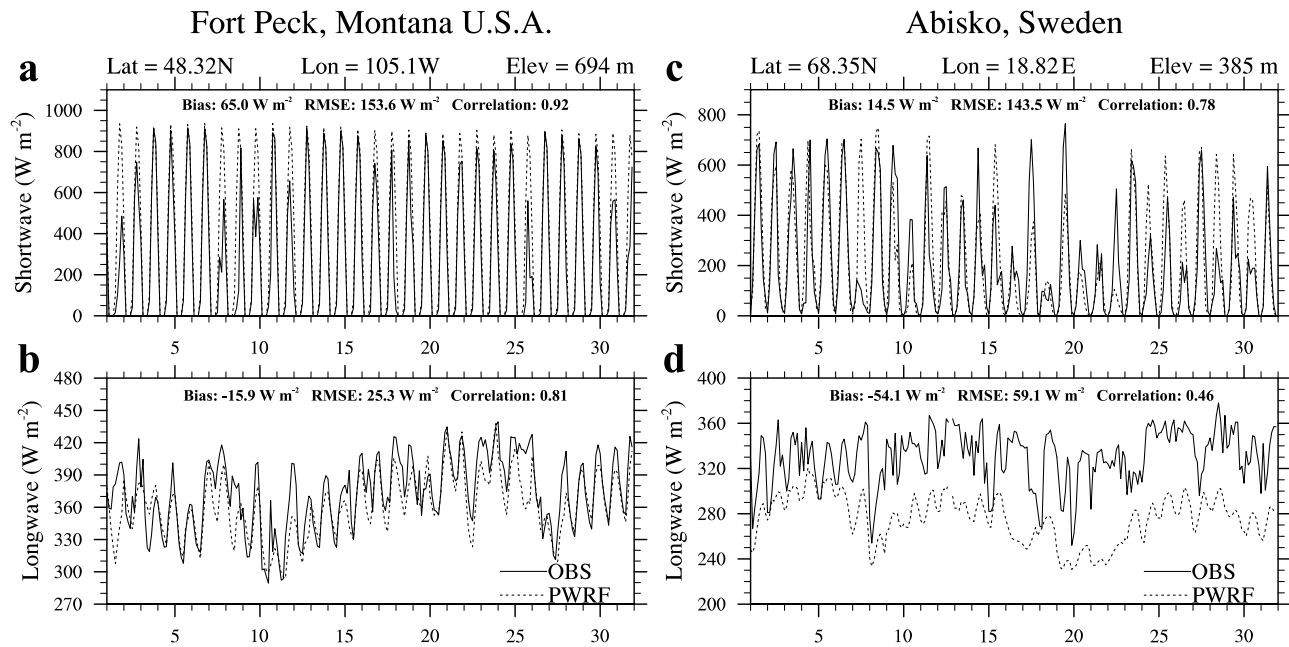 Fort Peck, Montana U.S.A.
a
Lat = 48.32N Lon = 105.1W Elev = 694 m
Bias: 65.0 W m-2 RMSE: 153.6 W m-2 Correlation: 0.92
Shortwave (W m-2)
1000
800
600
400
200
0
5 10 15 20 25 30
b
Bias: -15.9 W m-2 RMSE: 25.3 W m-2 Correlation: 0.81
Longwave (W m-2)
480
450
420
390
360
330
300
270
OBS
PWRF
5 10 15 20 25 30
Abisko, Sweden
c
Lat = 68.35N Lon = 18.82E Elev = 385 m
Bias: 14.5 W m-2 RMSE: 143.5 W m-2 Correlation: 0.78
Shortwave (W m-2)
800
600
400
200
0
5 10 15 20 25 30
d
Bias: -54.1 W m-2 RMSE: 59.1 W m-2 Correlation: 0.46
Longwave (W m-2)
400
360
320
280
240
200
OBS
PWRF
5 10 15 20 25 30